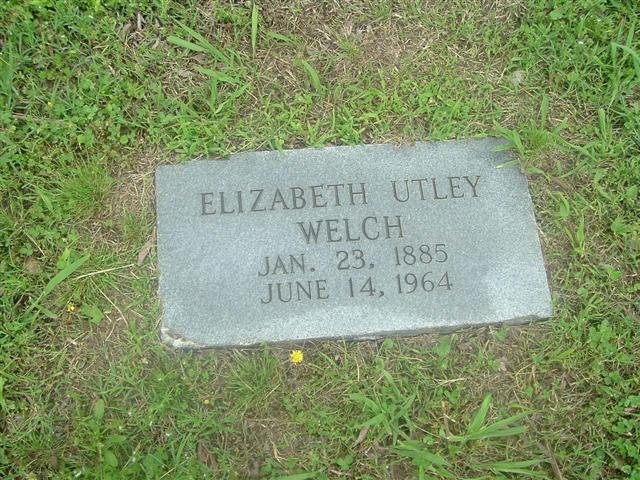 ELIZABETH UTLEY
WELCH
JAN. 23, 1885
JUNE 14, 1964